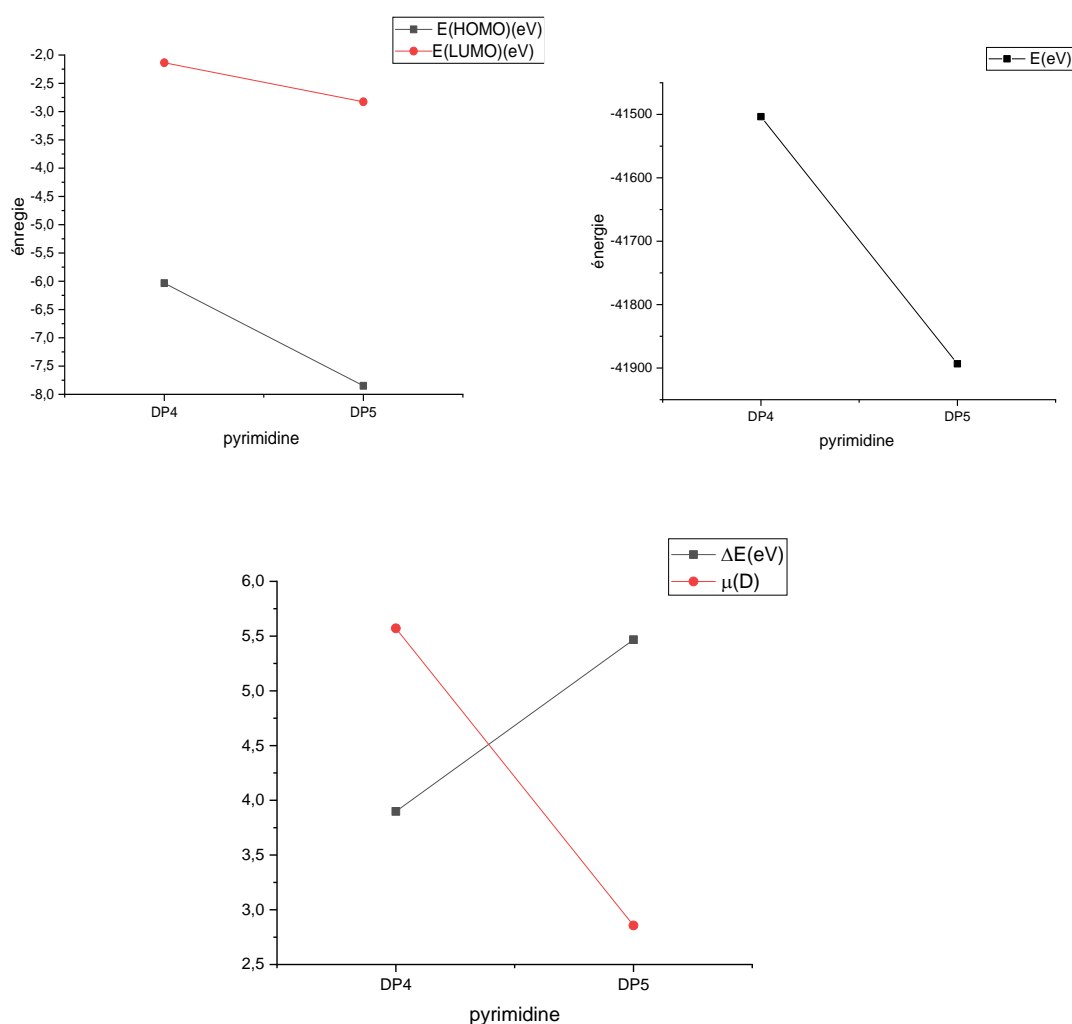 E(HOMO)(eV)
E(LUMO)(eV)
-2,0
-2,5
-3,0
-3,5
-4,0
-4,5
-5,0
-5,5
-6,0
-6,5
-7,0
-7,5
-8,0
énregie
DP4
DP5
pyrimidine
E(eV)
-41500
-41600
-41700
-41800
-41900
énergie
DP4
DP5
pyrimidine
ΔE(eV)
μ(D)
6,0
5,5
5,0
4,5
4,0
3,5
3,0
2,5
DP4
DP5
pyrimidine